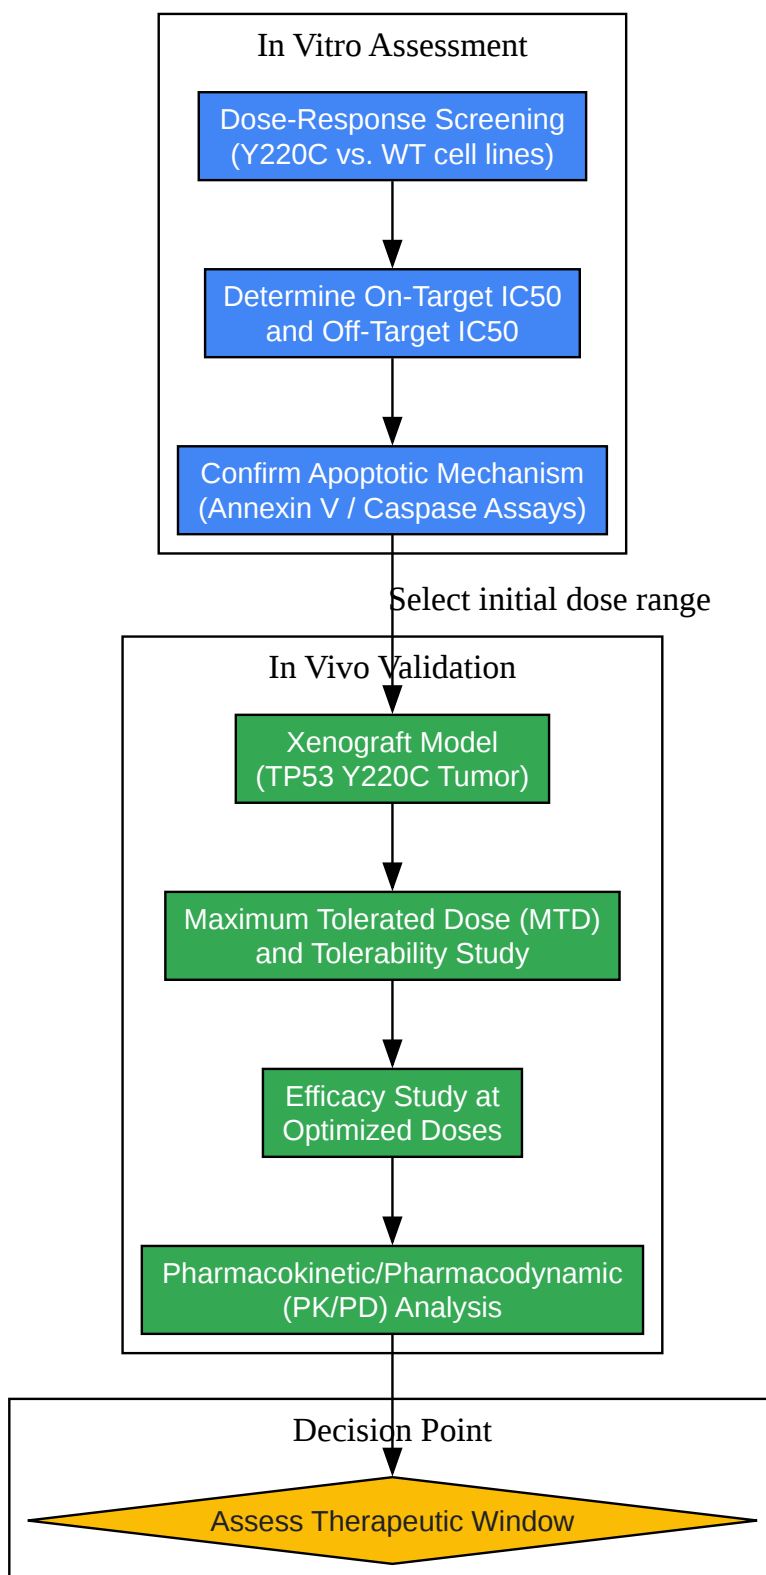 In Vitro Assessment
Dose-Response Screening
(Y220C vs. WT cell lines)
Determine On-Target IC50
and Off-Target IC50
Confirm Apoptotic Mechanism
(Annexin V / Caspase Assays)
Select initial dose range
In Vivo Validation
Xenograft Model
(TP53 Y220C Tumor)
Maximum Tolerated Dose (MTD)
and Tolerability Study
Efficacy Study at
Optimized Doses
Pharmacokinetic/Pharmacodynamic
(PK/PD) Analysis
Decision Point
Assess Therapeutic Window